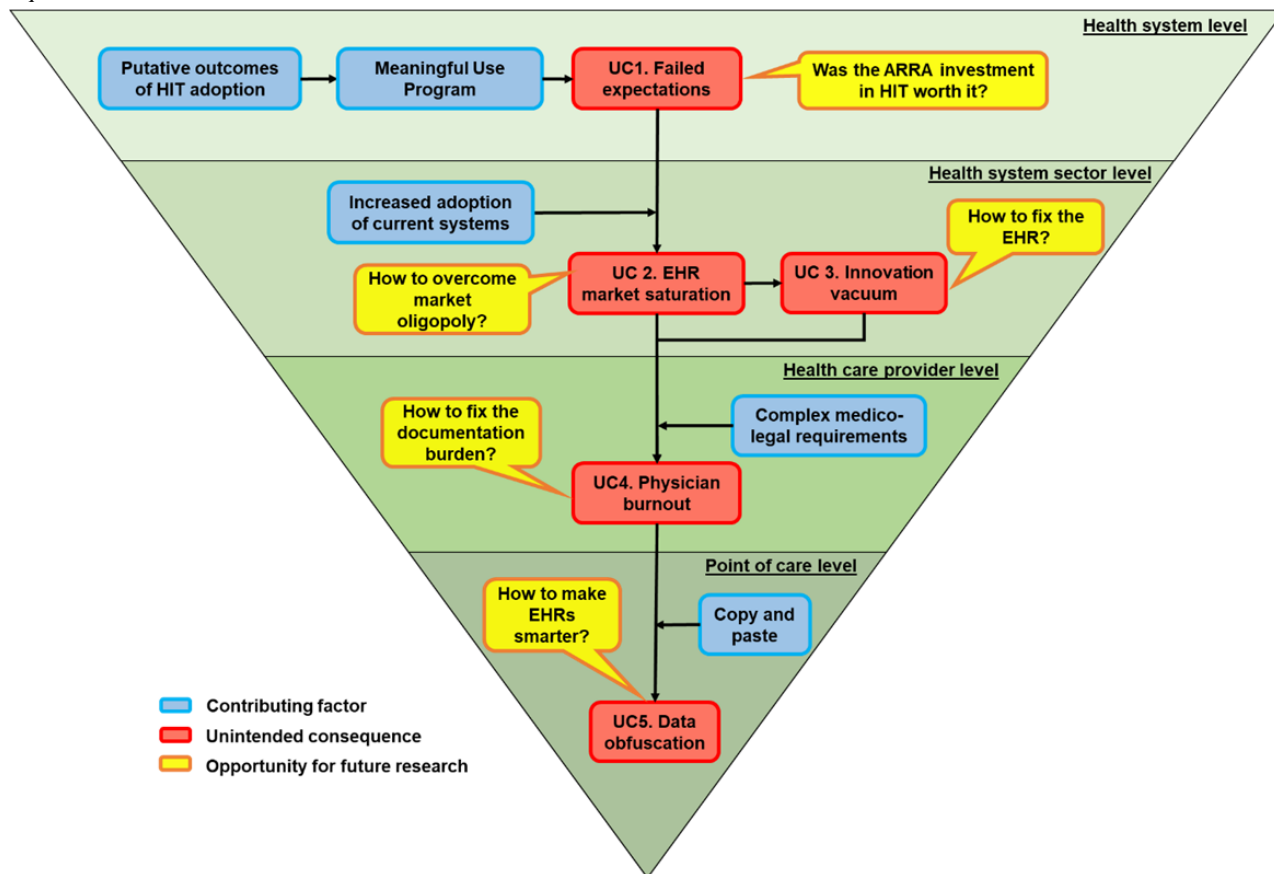 Health system level
Putative outcomes
of HIT adoption
Meaningful Use
Program
UC1. Failed
expectations
Was the ARRA investment
in HIT worth it?
Health system sector level
Increased adoption
of current systems
How to fix the
EHR?
How to overcome
market
oligopoly?
UC 2. EHR
market saturation
UC 3. Innovation
vacuum
Health care provider level
How to fix the
documentation
burden?
Complex medico-
legal requirements
UC4. Physician
burnout
Point of care level
How to make
EHRs
smarter?
Copy and
paste
UC5. Data
obfuscation
Contributing factor
Unintended consequence
Opportunity for future research